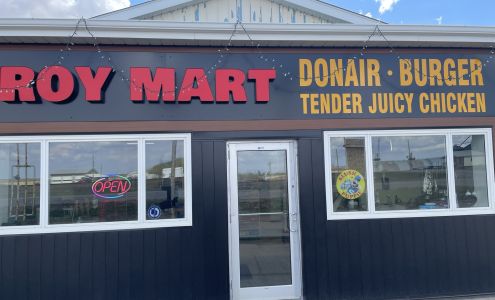 ROY MART
DONAIR · BURGER
TENDER JUICY CHICKEN
OPEN